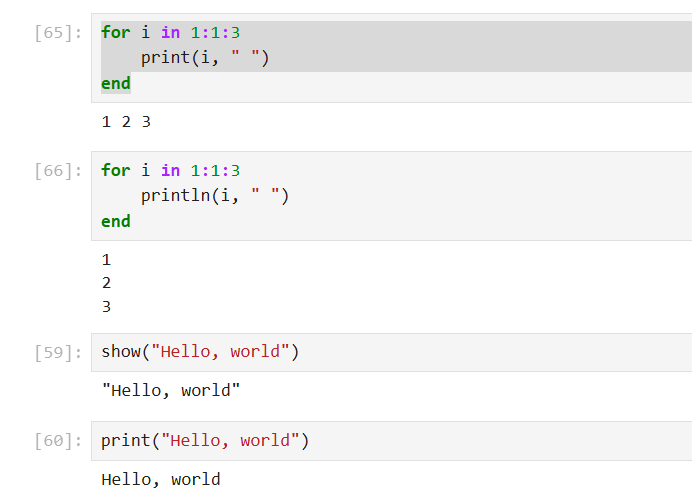 [65]: for i in 1:1:3
    print(i, " ")
end
1 2 3
[66]: for i in 1:1:3
    println(i, " ")
end
1
2
3
[59]: show("Hello, world")
"Hello, world"
[60]: print("Hello, world")
Hello, world